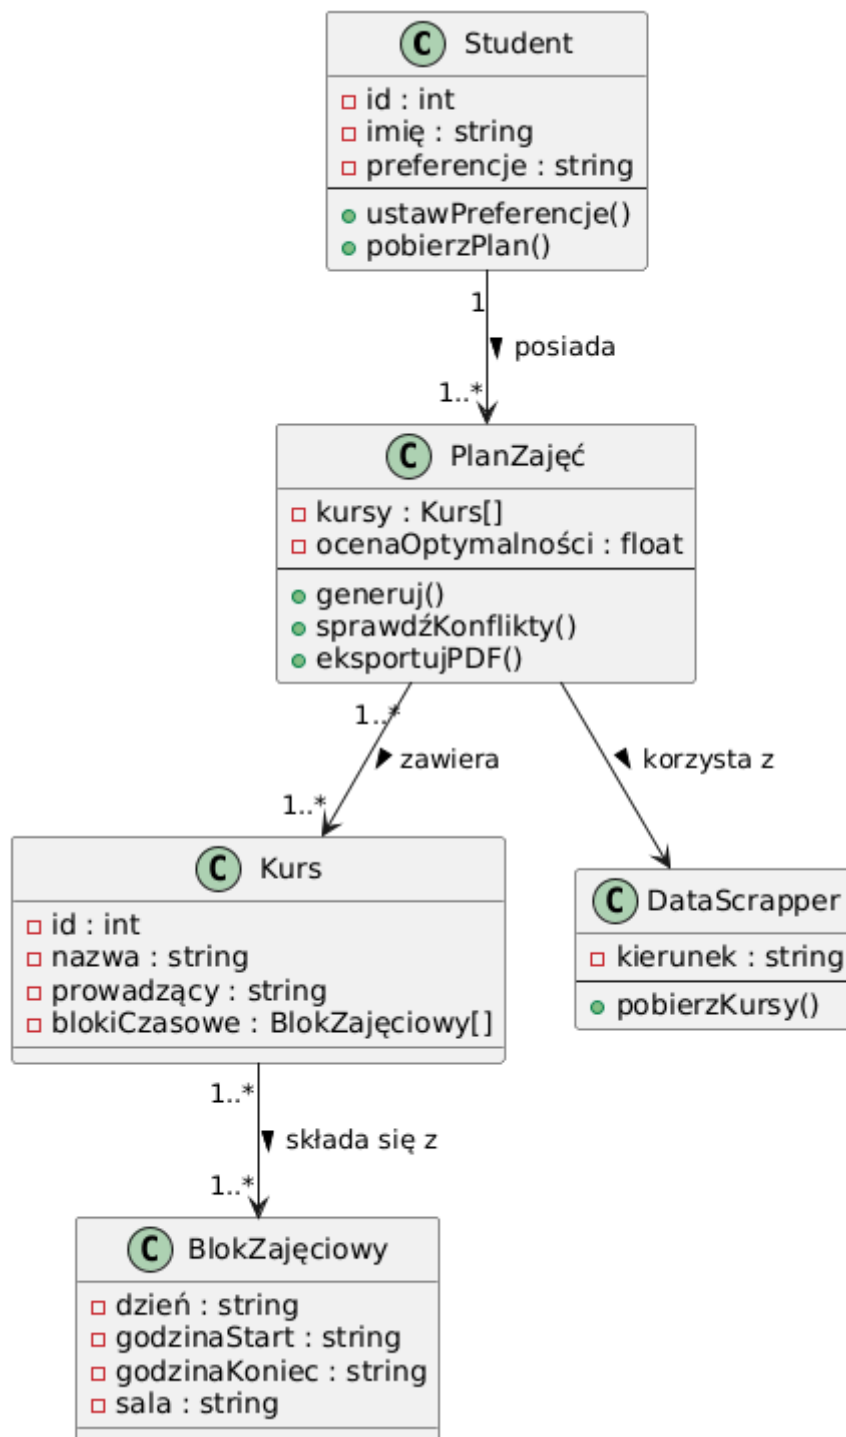 C Student
id : int
imię : string
preferencje : string
ustawPreferencje()
pobierzPlan()
1
posiada
1..*
C PlanZajęć
kursy : Kurs[]
ocenaOptymalności : float
generuj()
sprawdźKonflikty()
eksportujPDF()
1..*
zawiera
korzysta z
1..*
C Kurs
id : int
nazwa : string
prowadzący : string
blokiCzasowe : BlokZajęciowy[]
C DataScrapper
kierunek : string
pobierzKursy()
1..*
składa się z
1..*
C BlokZajęciowy
dzień : string
godzinaStart : string
godzinaKoniec : string
sala : string